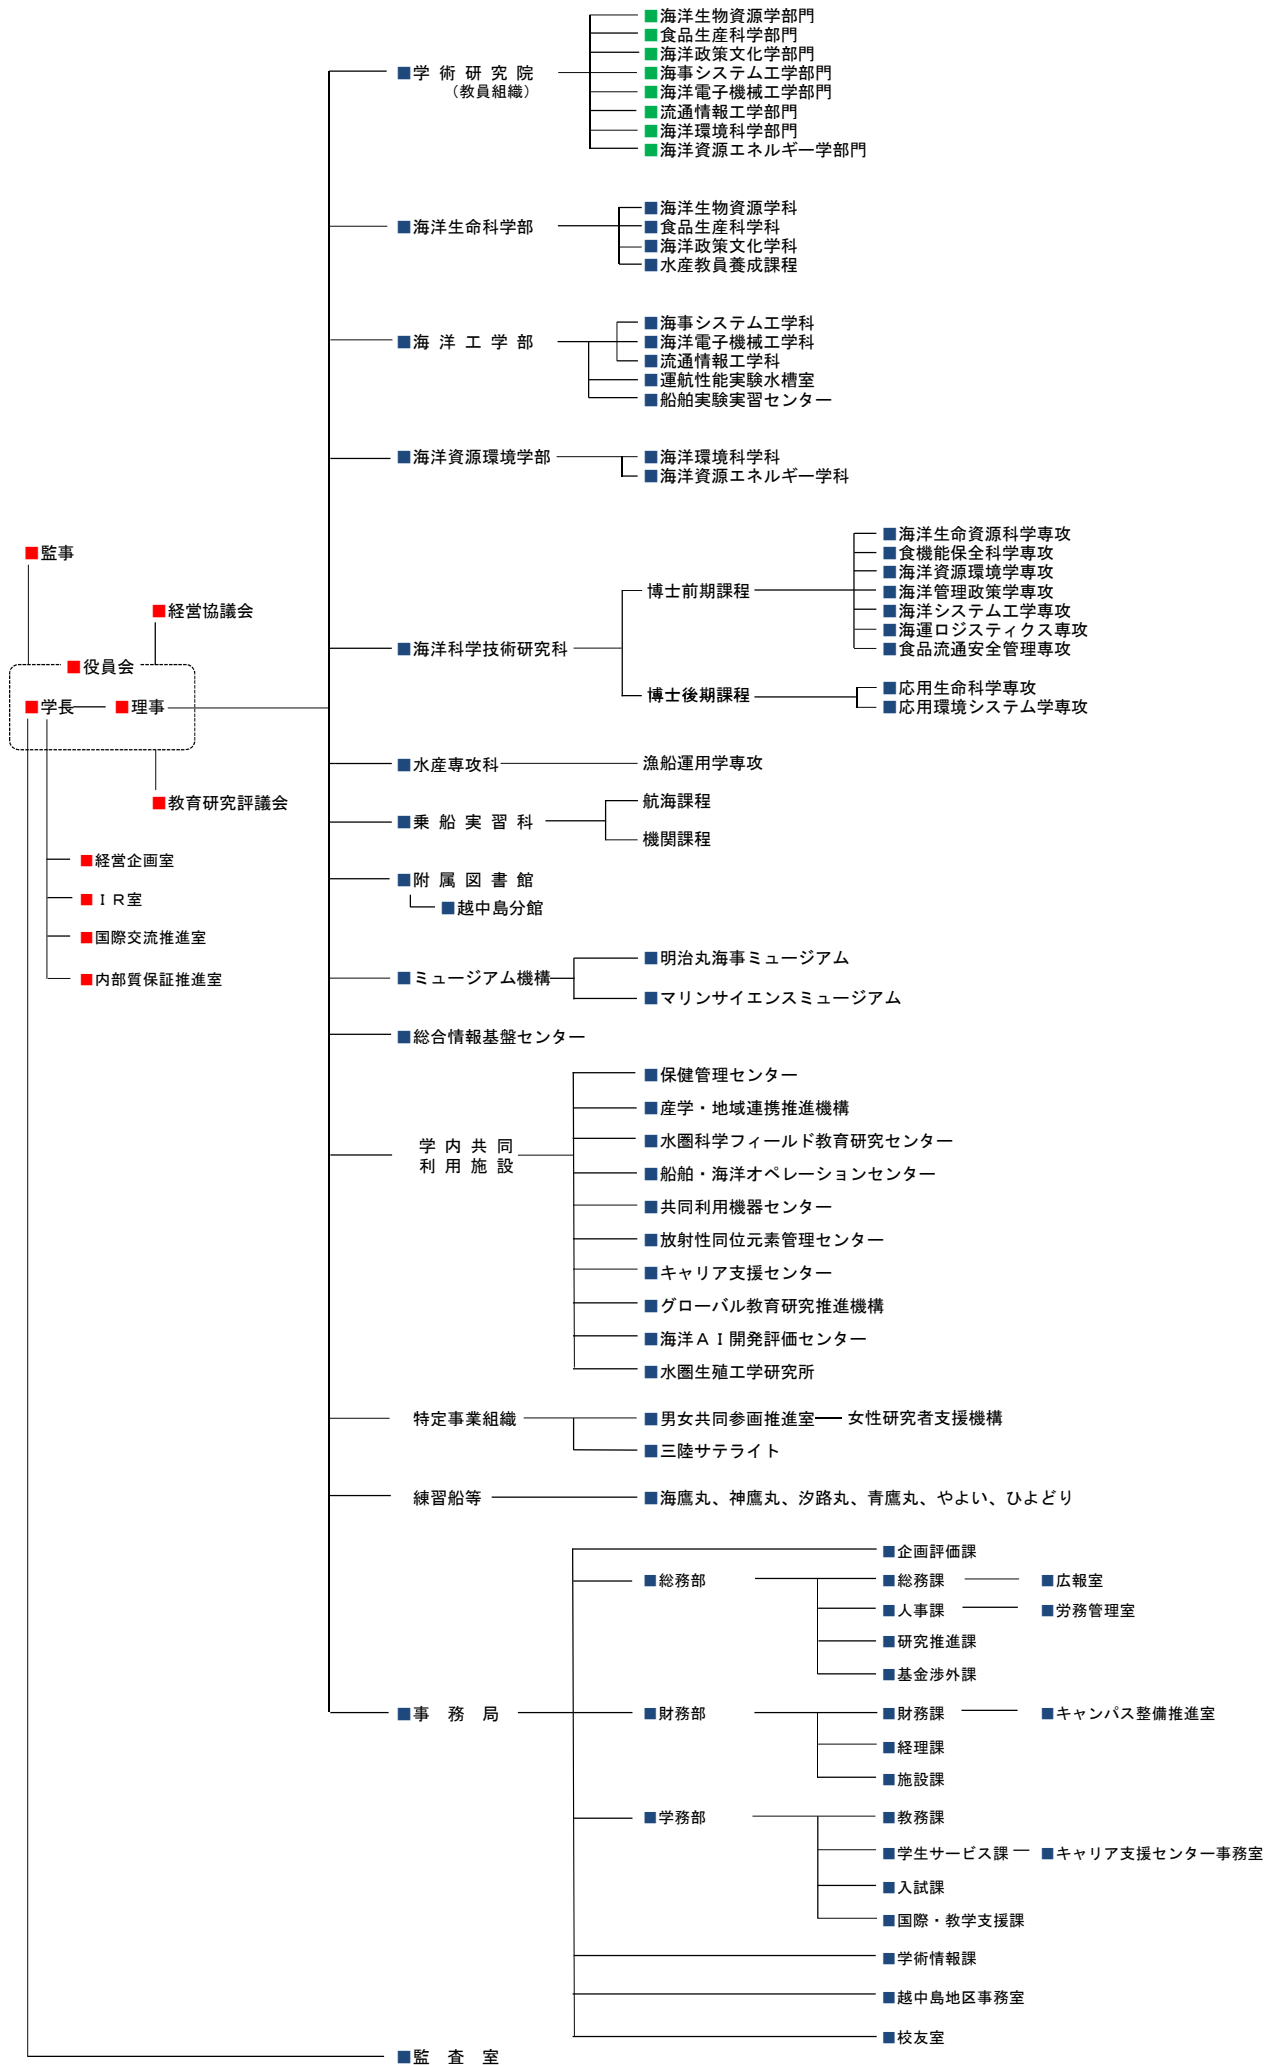 ■海洋生物資源学部門
■食品生産科学部門
■海洋政策文化学部門
■学術研究院
■海事システム工学部門
（教員組織）
■海洋電子機械工学部門
■流通情報工学部門
■海洋環境科学部門
■海洋資源エネルギー学部門
■海洋生物資源学科
■海洋生命科学部
■食品生産科学科
■海洋政策文化学科
■水産教員養成課程
■海事システム工学科
■海洋工学部
■海洋電子機械工学科
■流通情報工学科
■運航性能実験水槽室
■船舶実験実習センター
■海洋資源環境学部
■海洋環境科学科
■海洋資源エネルギー学科
■監事
■経営協議会
■役員会
■学長
■理事
■教育研究評議会
■経営企画室
■ＩＲ室
■国際交流推進室
■内部質保証推進室
■海洋科学技術研究科
博士前期課程
■海洋生命資源科学専攻
■食機能保全科学専攻
■海洋資源環境学専攻
■海洋管理政策学専攻
■海洋システム工学専攻
■海運ロジスティクス専攻
■食品流通安全管理専攻
博士後期課程
■応用生命科学専攻
■応用環境システム学専攻
■水産専攻科
漁船運用学専攻
■乗船実習科
航海課程
機関課程
■附属図書館
■越中島分館
■ミュージアム機構
■明治丸海事ミュージアム
■マリンサイエンスミュージアム
■総合情報基盤センター
学内共同
利用施設
■保健管理センター
■産学・地域連携推進機構
■水圏科学フィールド教育研究センター
■船舶・海洋オペレーションセンター
■共同利用機器センター
■放射性同位元素管理センター
■キャリア支援センター
■グローバル教育研究推進機構
■海洋ＡＩ開発評価センター
■水圏生殖工学研究所
特定事業組織
■男女共同参画推進室
女性研究者支援機構
■三陸サテライト
練習船等
■海鷹丸、神鷹丸、汐路丸、青鷹丸、やよい、ひよどり
■事務局
■企画評価課
■総務部
■総務課
■広報室
■人事課
■労務管理室
■研究推進課
■基金渉外課
■財務部
■財務課
■キャンパス整備推進室
■経理課
■施設課
■学務部
■教務課
■学生サービス課
■キャリア支援センター事務室
■入試課
■国際・教学支援課
■学術情報課
■越中島地区事務室
■校友室
■監査室